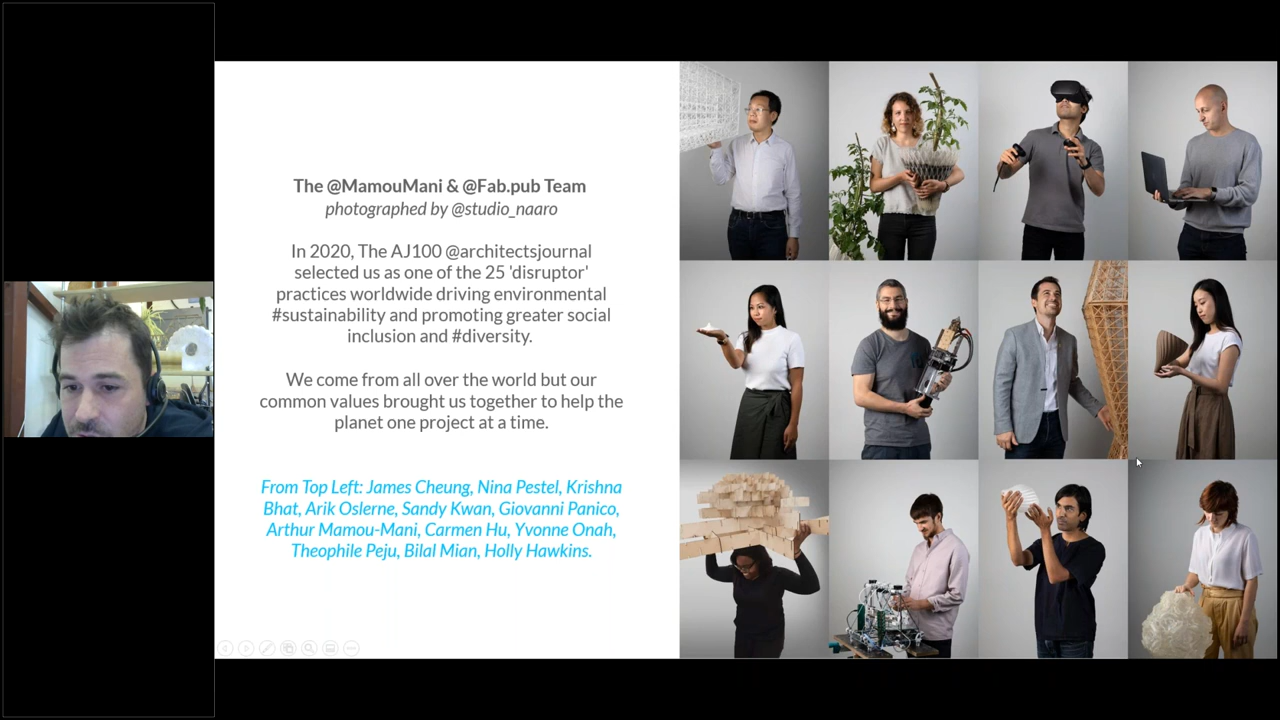 The @MamouMani & @Fab.pub Team
photographed by @studio_naaro
In 2020, The AJ100 @architectsjournal
selected us as one of the 25 'disruptor'
practices worldwide driving environmental
#sustainability and promoting greater social
inclusion and #diversity.
We come from all over the world but our
common values brought us together to help the
planet one project at a time.
From Top Left: James Cheung, Nina Pestel, Krishna
Bhat, Arik Oslerne, Sandy Kwan, Giovanni Panico,
Arthur Mamou-Mani, Carmen Hu, Yvonne Onah,
Theophile Peju, Bilal Mian, Holly Hawkins.